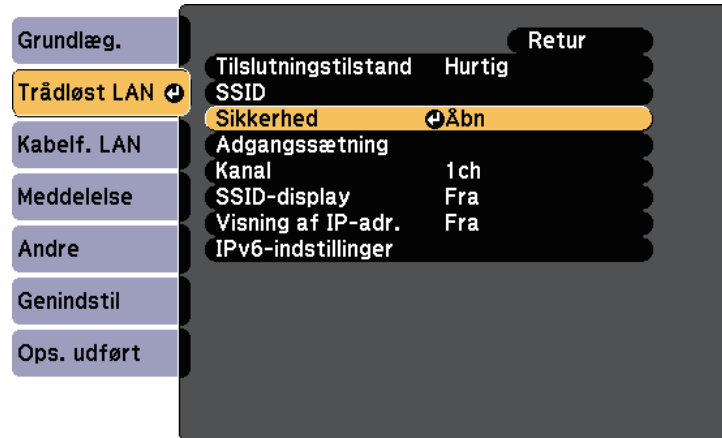 Grundlæg.
Trådløst LAN
Kabelf. LAN
Meddelelse
Andre
Genindstil
Ops. udført
Retur
Tilslutningstilstand Hurtig
SSID
Sikkerhed Åbn
Adgangssætning
Kanal 1ch
SSID-display Fra
Visning af IP-adr. Fra
IPv6-indstillinger